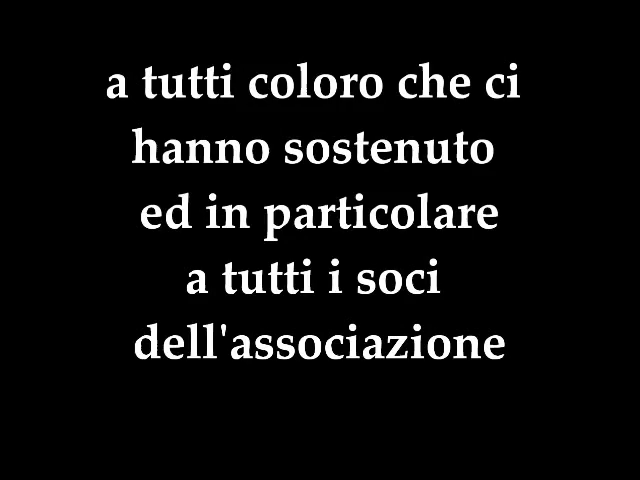 a tutti coloro che ci
hanno sostenuto
ed in particolare
a tutti i soci
dell'associazione